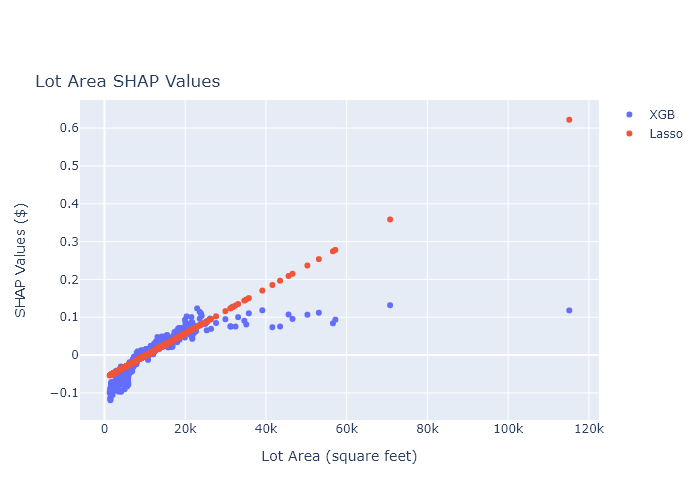 Lot Area SHAP Values
XGB
Lasso
0.6
0.5
0.4
0.3
0.2
0.1
0
−0.1
SHAP Values ($)
0
20k
40k
60k
80k
100k
120k
Lot Area (square feet)